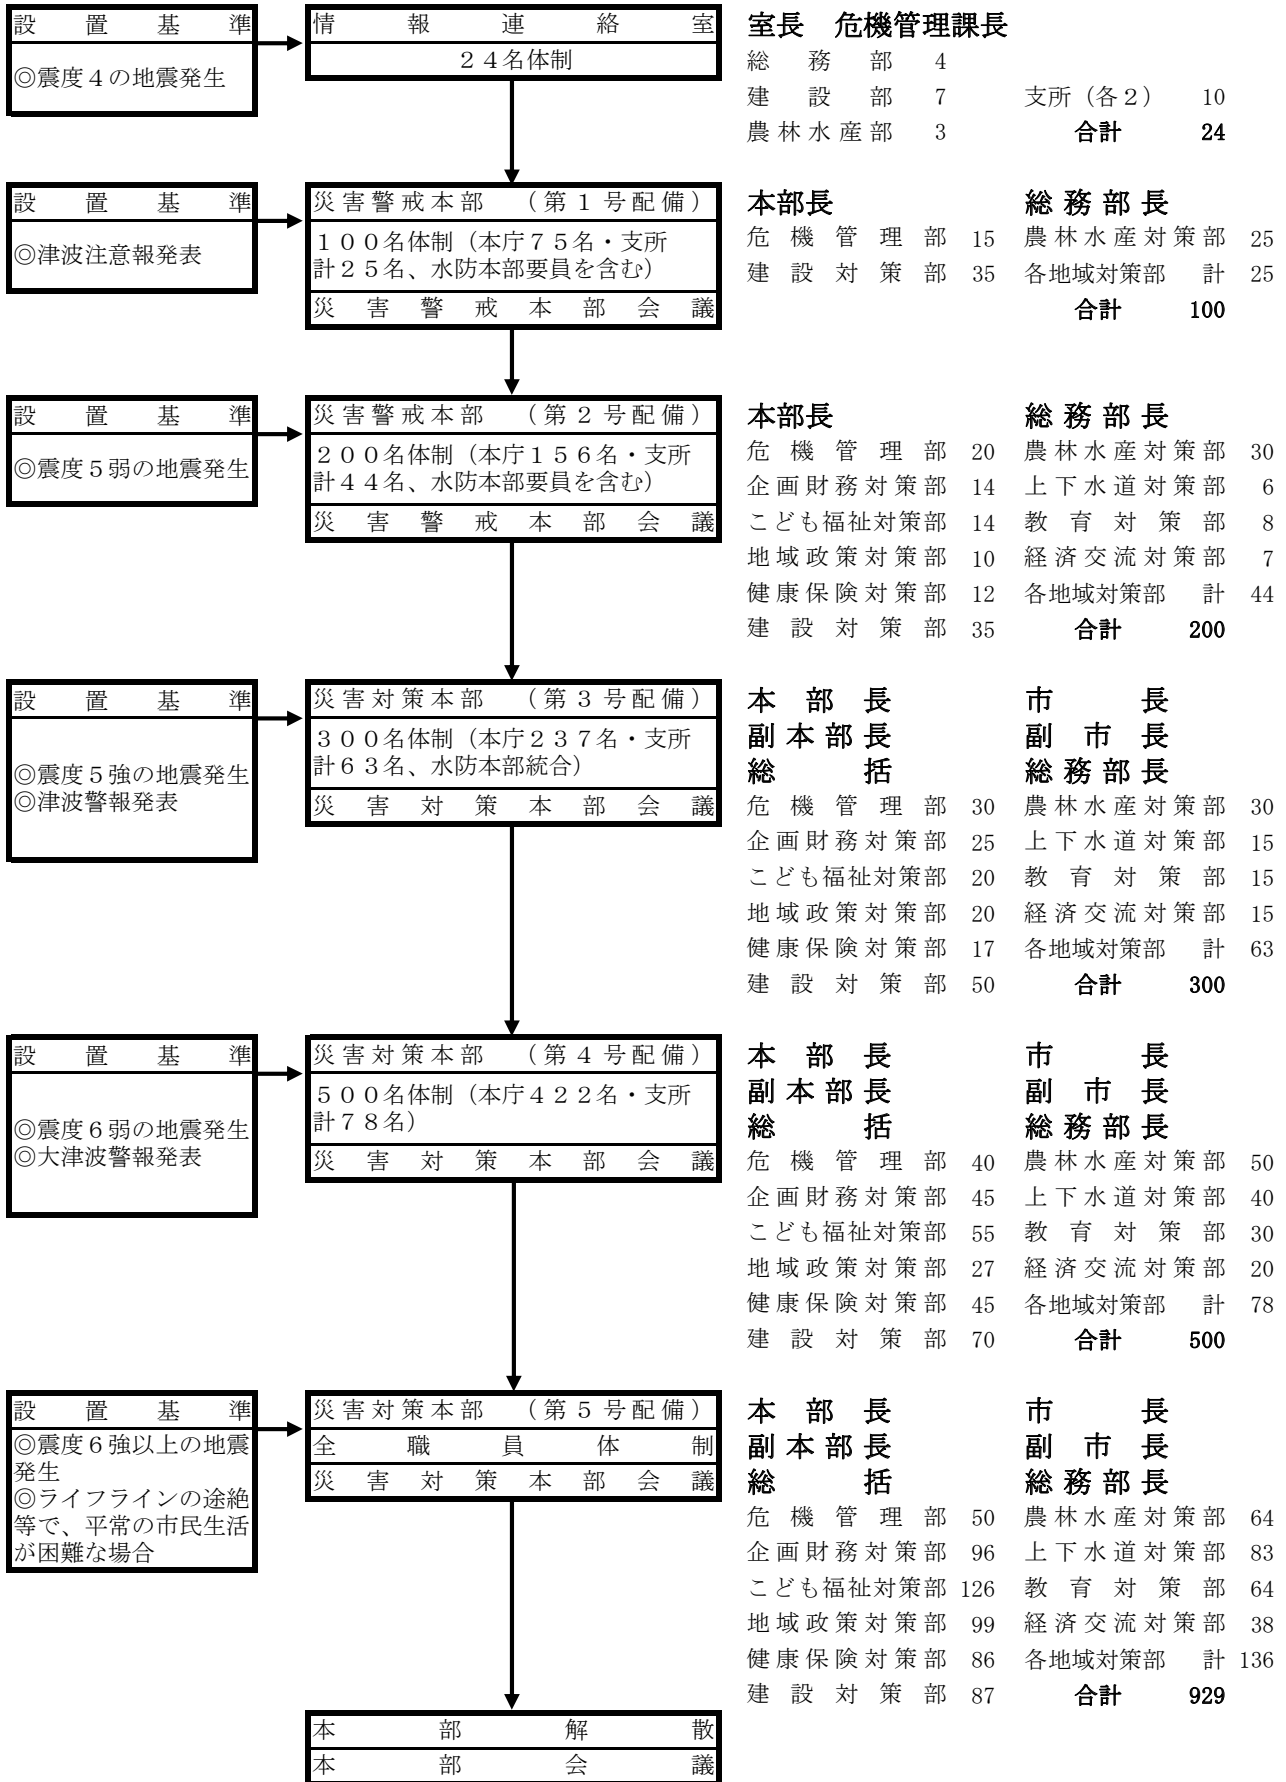 設置基準
◎震度４の地震発生
情報連絡室
２４名体制
室長　危機管理課長
総務部　4
建設部　7　支所（各２）　10
農林水産部　3　合計　24
設置基準
◎津波注意報発表
災害警戒本部　（第１号配備）
１００名体制（本庁７５名・支所
計２５名、水防本部要員を含む）
災害警戒本部会議
本部長　総務部長
危機管理部　15　農林水産対策部　25
建設対策部　35　各地域対策部　計　25
合計　100
設置基準
◎震度５弱の地震発生
災害警戒本部　（第２号配備）
２００名体制（本庁１５６名・支所
計４４名、水防本部要員を含む）
災害警戒本部会議
本部長　総務部長
危機管理部　20　農林水産対策部　30
企画財務対策部　14　上下水道対策部　6
こども福祉対策部　14　教育対策部　8
地域政策対策部　10　経済交流対策部　7
健康保険対策部　12　各地域対策部　計　44
建設対策部　35　合計　200
設置基準
◎震度５強の地震発生
◎津波警報発表
災害対策本部　（第３号配備）
３００名体制（本庁２３７名・支所
計６３名、水防本部統合）
災害対策本部会議
本部長　市長
副本部長　副市長
総括　総務部長
危機管理部　30　農林水産対策部　30
企画財務対策部　25　上下水道対策部　15
こども福祉対策部　20　教育対策部　15
地域政策対策部　20　経済交流対策部　15
健康保険対策部　17　各地域対策部　計　63
建設対策部　50　合計　300
設置基準
◎震度６弱の地震発生
◎大津波警報発表
災害対策本部　（第４号配備）
５００名体制（本庁４２２名・支所
計７８名）
災害対策本部会議
本部長　市長
副本部長　副市長
総括　総務部長
危機管理部　40　農林水産対策部　50
企画財務対策部　45　上下水道対策部　40
こども福祉対策部　55　教育対策部　30
地域政策対策部　27　経済交流対策部　20
健康保険対策部　45　各地域対策部　計　78
建設対策部　70　合計　500
設置基準
◎震度６強以上の地震
発生
◎ライフラインの途絶
等で、平常の市民生活
が困難な場合
災害対策本部　（第５号配備）
全職員体制
災害対策本部会議
本部長　市長
副本部長　副市長
総括　総務部長
危機管理部　50　農林水産対策部　64
企画財務対策部　96　上下水道対策部　83
こども福祉対策部　126　教育対策部　64
地域政策対策部　99　経済交流対策部　38
健康保険対策部　86　各地域対策部　計　136
建設対策部　87　合計　929
本部解散
本部会議